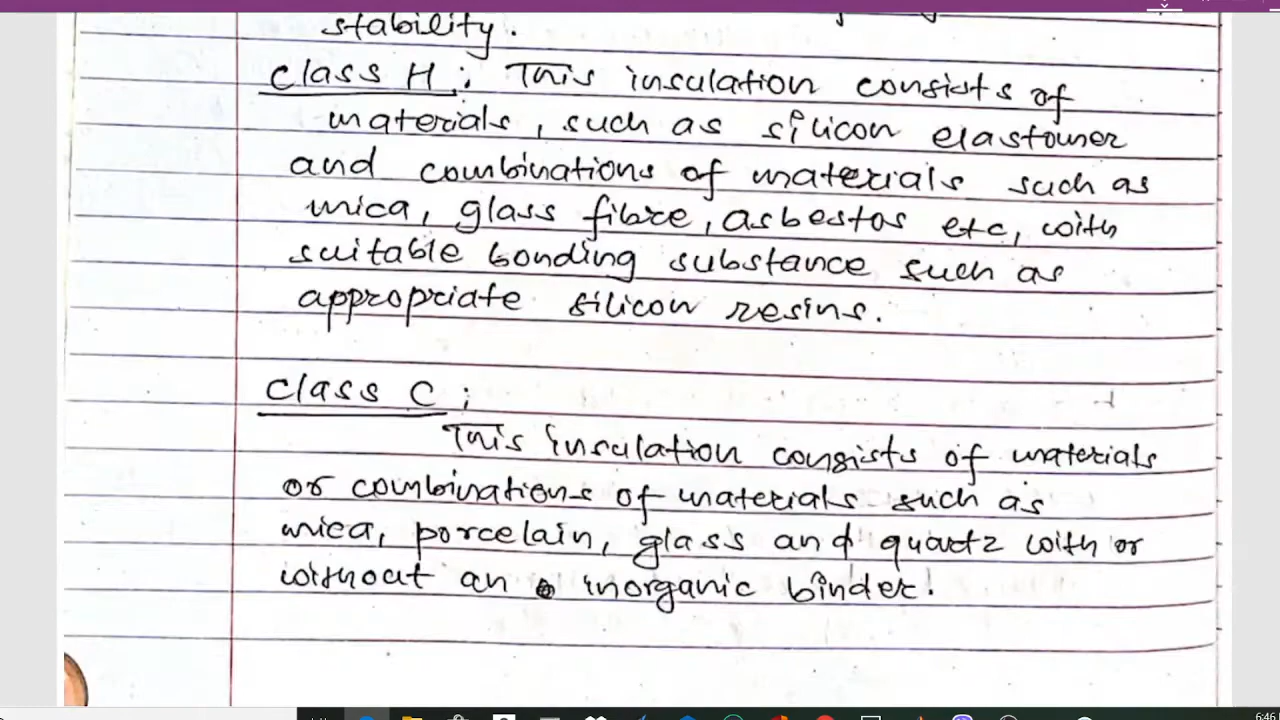 stability.
Class H : This insulation consists of
materials, such as silicon elastomer
and combinations of materials such as
mica, glass fibre, asbestos etc, with
suitable bonding substance such as
appropriate silicon resins.
Class C :
This insulation consists of materials
or combinations of materials such as
mica, porcelain, glass and quartz with or
without an inorganic binder.
6:46